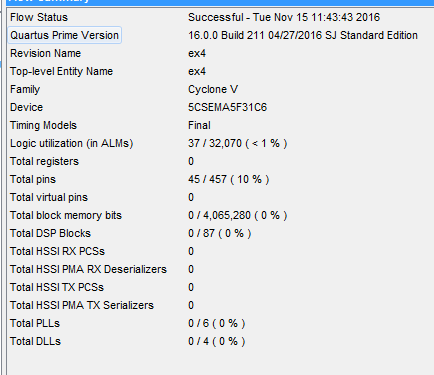 Flow Status Successful - Tue Nov 15 11:43:43 2016
Quartus Prime Version 16.0.0 Build 211 04/27/2016 SJ Standard Edition
Revision Name ex4
Top-level Entity Name ex4
Family Cyclone V
Device 5CSEMA5F31C6
Timing Models Final
Logic utilization (in ALMs) 37 / 32,070 ( < 1 % )
Total registers 0
Total pins 45 / 457 ( 10 % )
Total virtual pins 0
Total block memory bits 0 / 4,065,280 ( 0 % )
Total DSP Blocks 0 / 87 ( 0 % )
Total HSSI RX PCSs 0
Total HSSI PMA RX Deserializers 0
Total HSSI TX PCSs 0
Total HSSI PMA TX Serializers 0
Total PLLs 0 / 6 ( 0 % )
Total DLLs 0 / 4 ( 0 % )